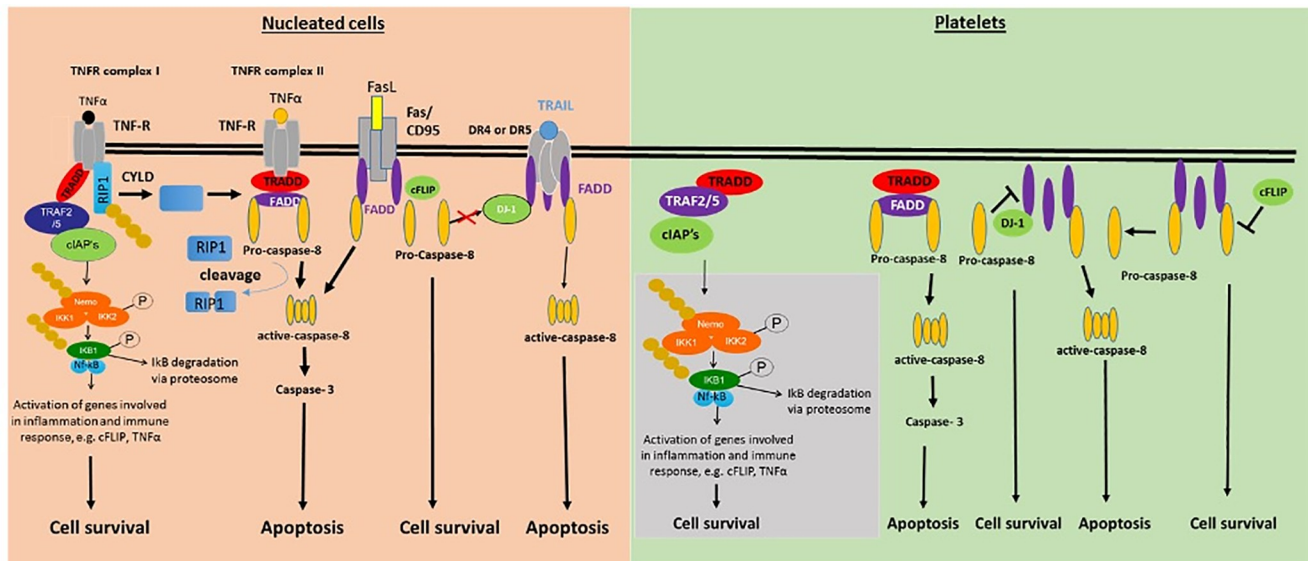 Nucleated cells
TNFR complex I
TNFR complex II
TNFα
TNF-R
TNF-R
TNFα
FasL
Fas/
CD95
DR4 or DR5
TRAIL
TRADD
RIP1
CYLD
TRAF2
/5
cIAP's
TRADD
FADD
FADD
cFLIP
DJ-1
FADD
Pro-caspase-8
Pro-Caspase-8
RIP1
cleavage
RIP1
Nemo
IKK1
IKK2
P
IKB1
P
Nf-kB
IkB degradation
via proteosome
active-caspase-8
active-caspase-8
Caspase- 3
Activation of genes involved
in inflammation and immune
response, e.g. cFLIP, TNFα
Cell survival
Apoptosis
Cell survival
Apoptosis
Platelets
TRADD
TRAF2/5
cIAP's
TRADD
FADD
Pro-caspase-8
DJ-1
cFLIP
Pro-caspase-8
Nemo
IKK1
IKK2
P
IKB1
P
Nf-kB
IkB degradation
via proteosome
active-caspase-8
active-caspase-8
Caspase- 3
Activation of genes involved
in inflammation and immune
response, e.g. cFLIP, TNFα
Cell survival
Apoptosis
Cell survival
Apoptosis
Cell survival